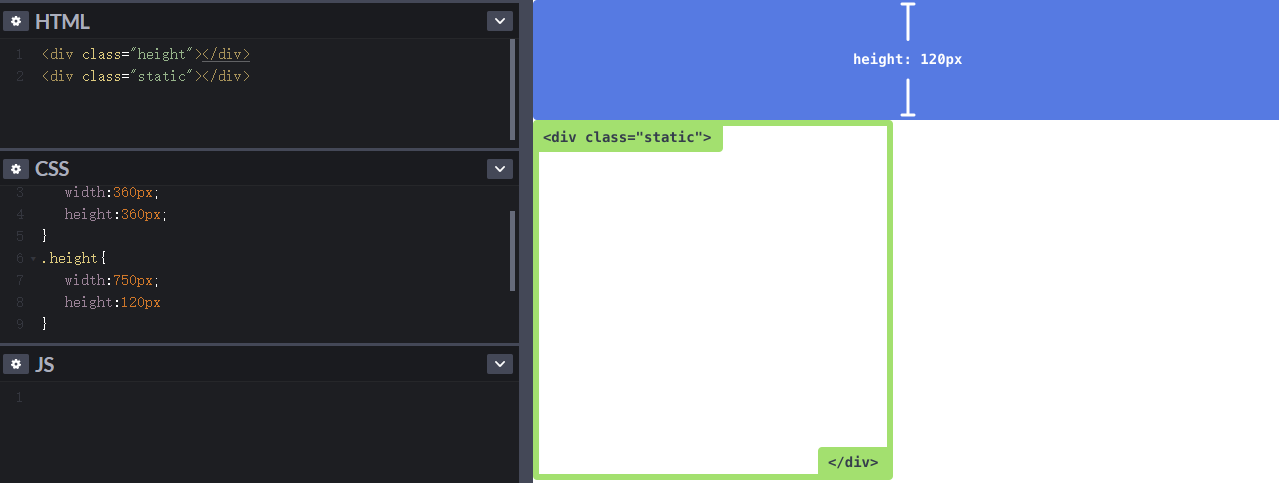 HTML
1 <div class="height"></div>
2 <div class="static"></div>
CSS
3 width:360px;
4 height:360px;
5 }
6 .height{
7 width:750px;
8 height:120px
9 }
JS
1
height: 120px
<div class="static">
</div>